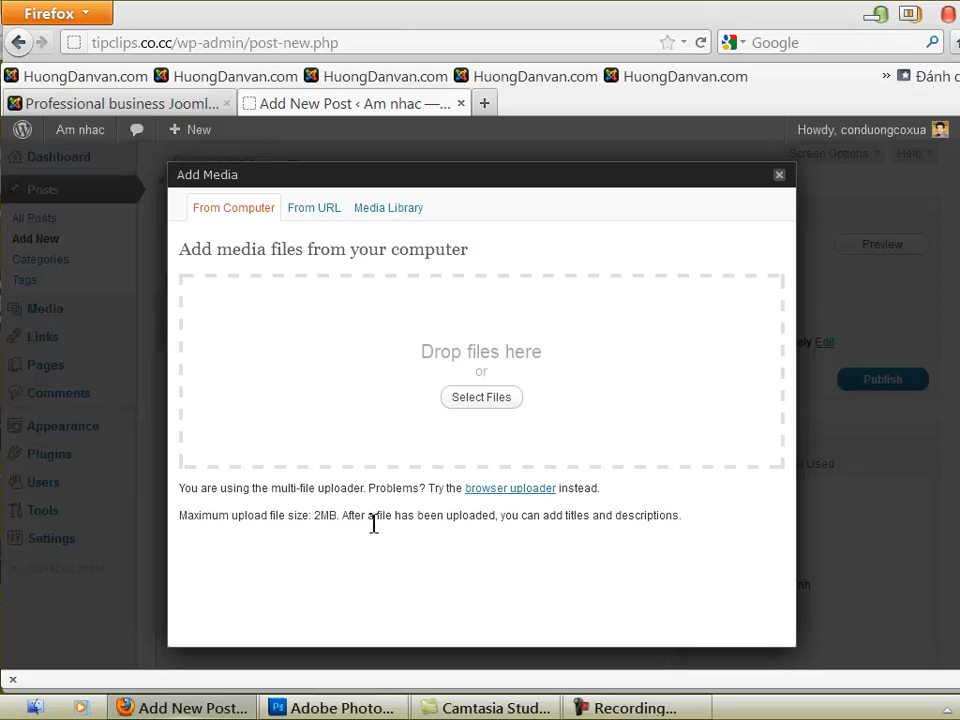 Firefox
tipclips.co.cc/wp-admin/post-new.php
Google
HuongDanvan.com HuongDanvan.com HuongDanvan.com HuongDanvan.com HuongDanvan.com » Đánh
Professional business Jooml...
Add New Post ‹ Am nhac —...
Am nhac
New
Howdy, conduongcoxua
Dashboard
Screen Options
Help
Add Media
Posts
From Computer
From URL
Media Library
All Posts
Add New
Preview
Add media files from your computer
Categories
Tags
Media
Links
Edit
Drop files here
Pages
or
Publish
Comments
Select Files
Appearance
Plugins
Users
You are using the multi-file uploader. Problems? Try the browser uploader instead.
Tools
Maximum upload file size: 2MB. After a file has been uploaded, you can add titles and descriptions.
Settings
Add New Post...
Adobe Photo...
Camtasia Stud...
Recording...